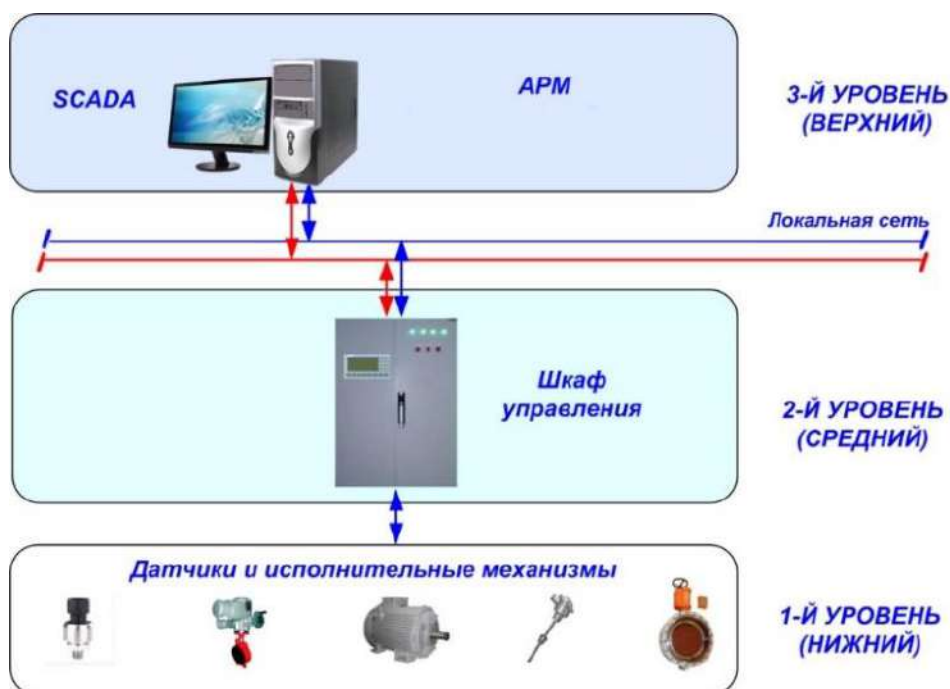 SCADA
АРМ
3-Й УРОВЕНЬ
(ВЕРХНИЙ)
Локальная сеть
Шкаф
управления
2-Й УРОВЕНЬ
(СРЕДНИЙ)
Датчики и исполнительные механизмы
1-Й УРОВЕНЬ
(НИЖНИЙ)